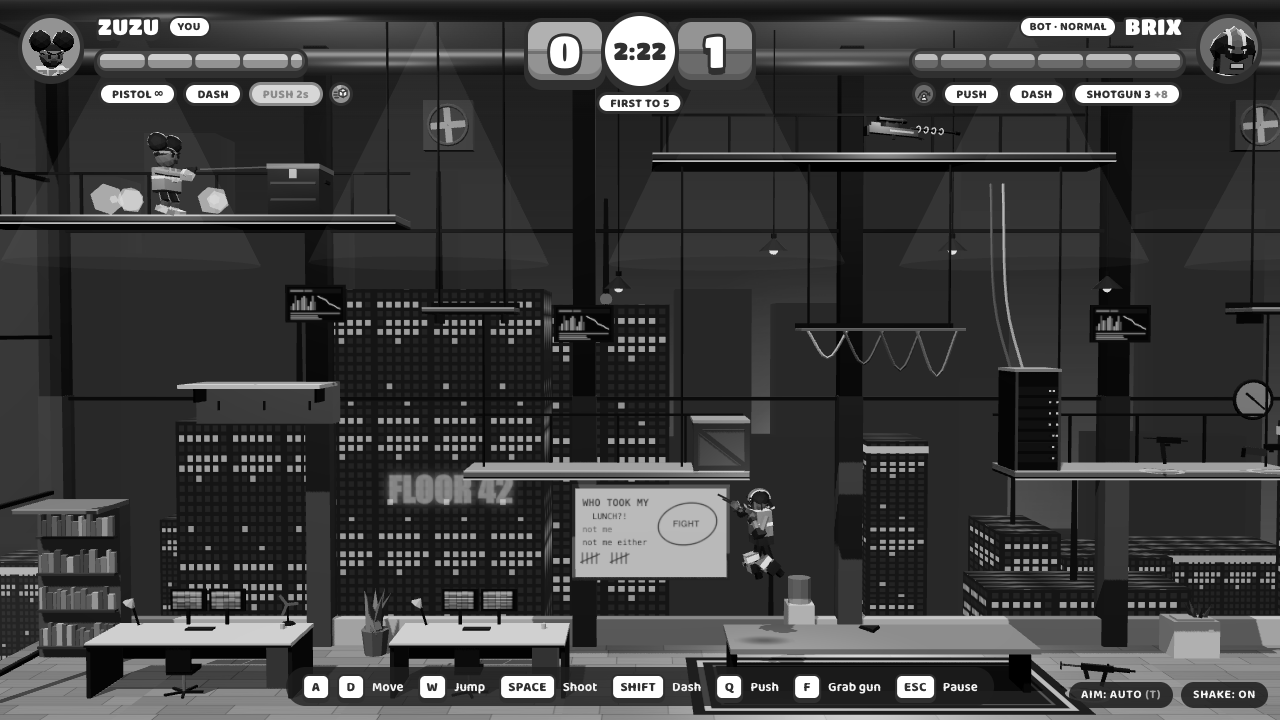 ZUZU YOU
0 2:22 1
BOT · NORMAL BRIX
PISTOL ∞ DASH PUSH 2s
FIRST TO 5
PUSH DASH SHOTGUN 3 +8
FLOOR 42
WHO TOOK MY
LUNCH?!
not me
not me either
FIGHT
A D Move W Jump SPACE Shoot SHIFT Dash Q Push F Grab gun ESC Pause
AIM: AUTO (T) SHAKE: ON